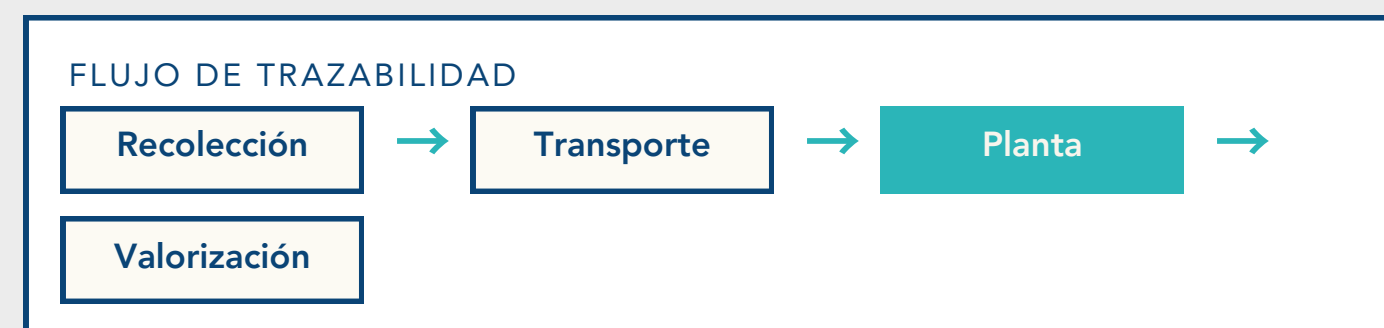 FLUJO DE TRAZABILIDAD
Recolección → Transporte → Planta →
Valorización